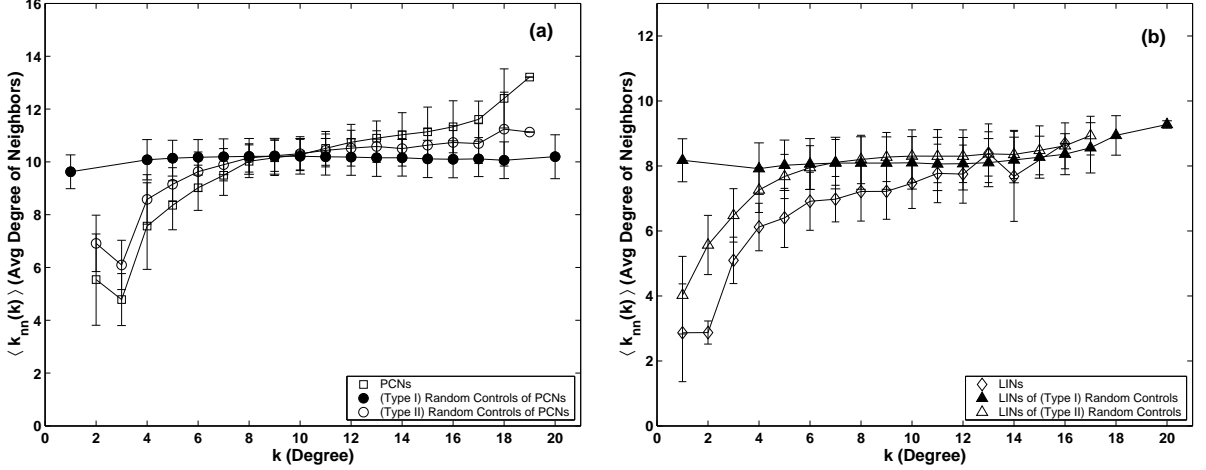 (a)
⟨ k_nn(k) ⟩ (Avg Degree of Neighbors)
16
14
12
10
8
6
4
2
0
0 2 4 6 8 10 12 14 16 18 20
k (Degree)
PCNs
(Type I) Random Controls of PCNs
(Type II) Random Controls of PCNs
(b)
⟨ k_nn(k) ⟩ (Avg Degree of Neighbors)
12
10
8
6
4
2
0
0 2 4 6 8 10 12 14 16 18 20
k (Degree)
LINs
LINs of (Type I) Random Controls
LINs of (Type II) Random Controls